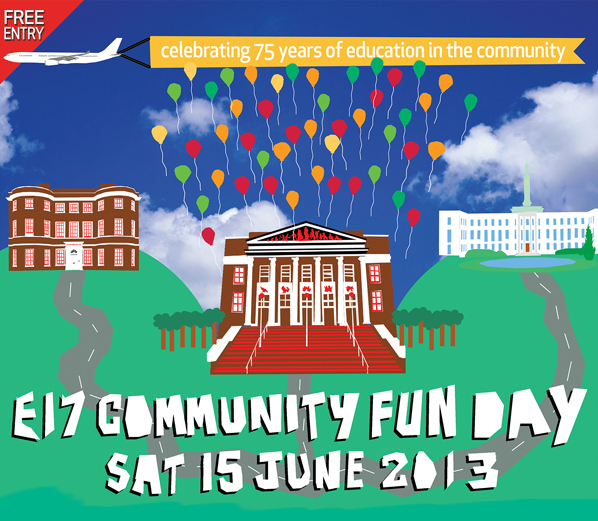 FREE
ENTRY
celebrating 75 years of education in the community
E17 COMMUNITY FUN DAY
SAT 15 JUNE 2013